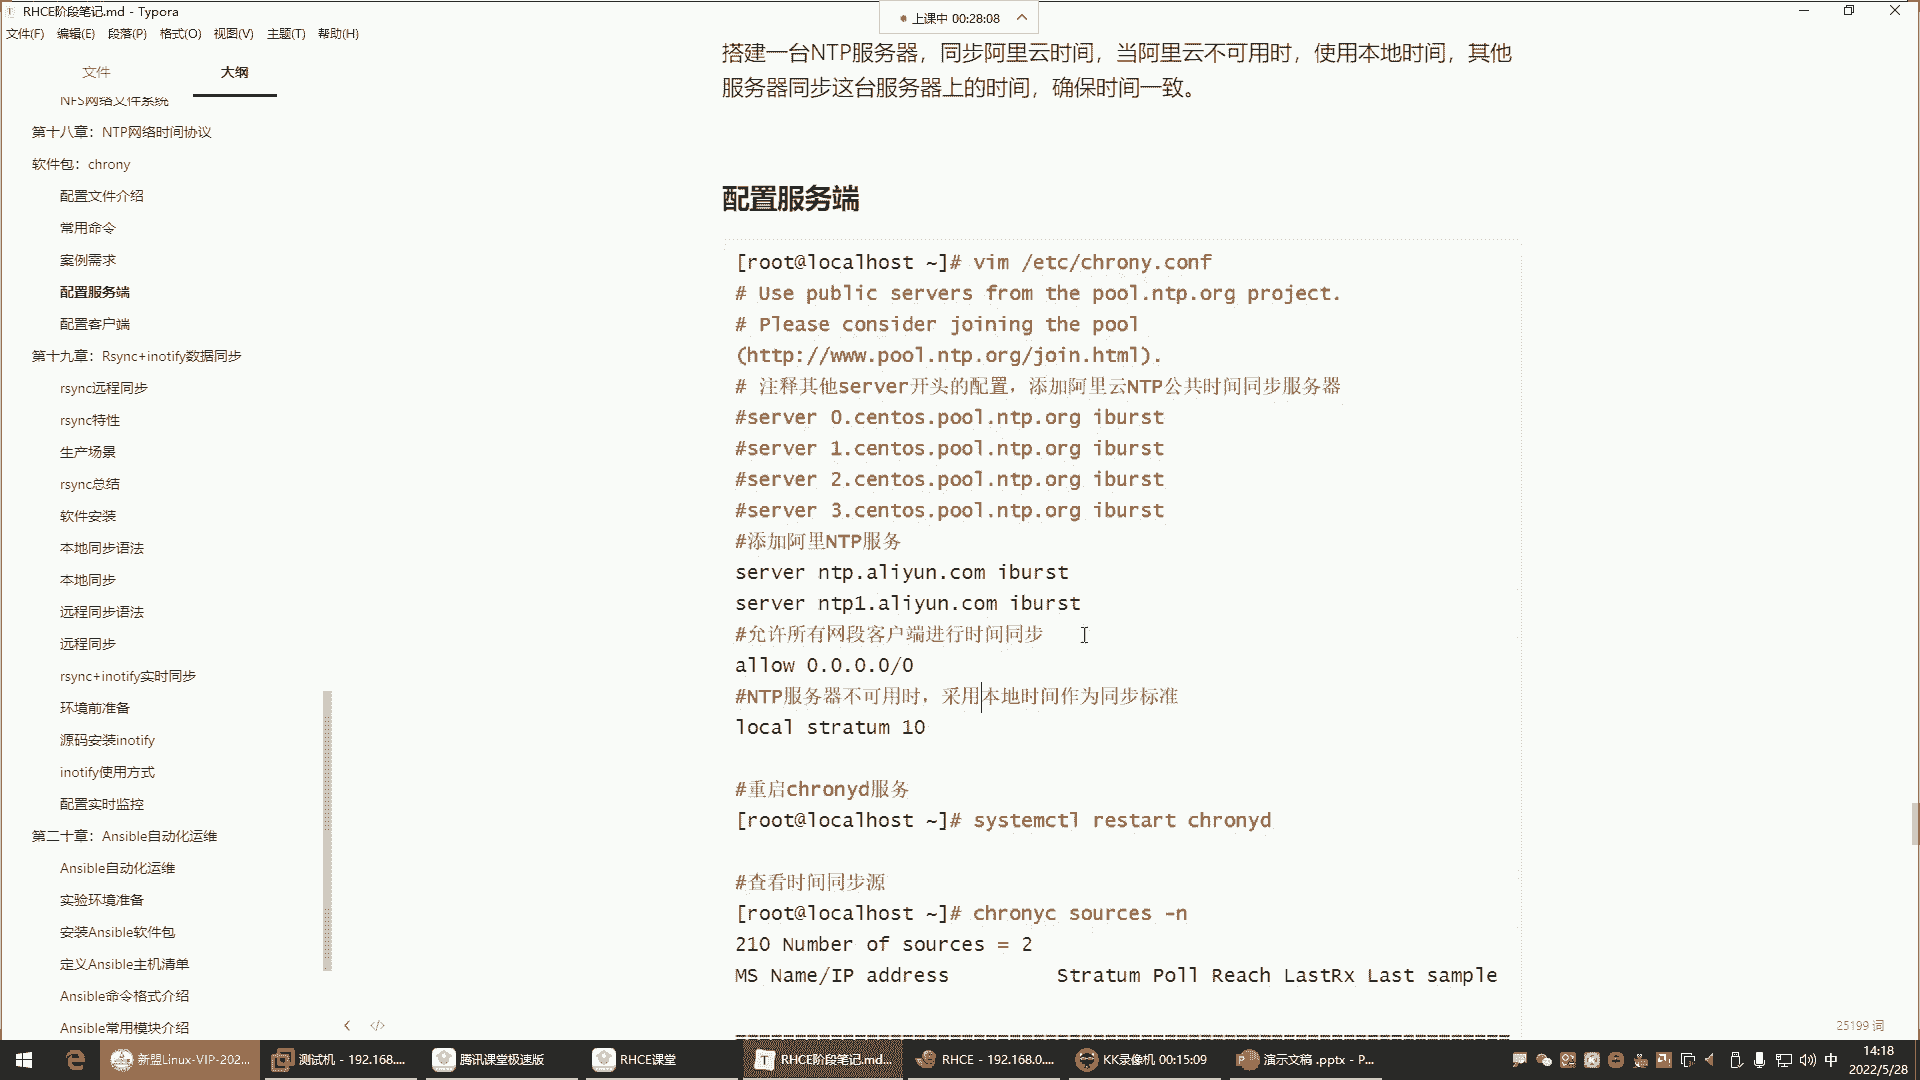 RHCE阶段笔记.md - Typora
上课中 00:28:08
文件(F) 编辑(E) 段落(P) 格式(O) 视图(V) 主题(T) 帮助(H)
文件 大纲
NFS网络文件系统
第十八章：NTP网络时间协议
软件包：chrony
配置文件介绍
常用命令
案例需求
配置服务端
配置客户端
第十九章：Rsync+inotify数据同步
rsync远程同步
rsync特性
生产场景
rsync总结
软件安装
本地同步语法
本地同步
远程同步语法
远程同步
rsync+inotify实时同步
环境前准备
源码安装inotify
inotify使用方式
配置实时监控
第二十章：Ansible自动化运维
Ansible自动化运维
实验环境准备
安装Ansible软件包
定义Ansible主机清单
Ansible命令格式介绍
Ansible常用模块介绍
搭建一台NTP服务器，同步阿里云时间，当阿里云不可用时，使用本地时间，其他
服务器同步这台服务器上的时间，确保时间一致。
配置服务端
[root@localhost ~]# vim /etc/chrony.conf
# Use public servers from the pool.ntp.org project.
# Please consider joining the pool
(http://www.pool.ntp.org/join.html).
# 注释其他server开头的配置，添加阿里云NTP公共时间同步服务器
#server 0.centos.pool.ntp.org iburst
#server 1.centos.pool.ntp.org iburst
#server 2.centos.pool.ntp.org iburst
#server 3.centos.pool.ntp.org iburst
#添加阿里NTP服务
server ntp.aliyun.com iburst
server ntp1.aliyun.com iburst
#允许所有网段客户端进行时间同步
allow 0.0.0.0/0
#NTP服务器不可用时，采用本地时间作为同步标准
local stratum 10
#重启chronyd服务
[root@localhost ~]# systemctl restart chronyd
#查看时间同步源
[root@localhost ~]# chronyc sources -n
210 Number of sources = 2
MS Name/IP address Stratum Poll Reach LastRx Last sample
===============================================================
25199 词
新盟Linux-VIP-202... 测试机 - 192.168.... 腾讯课堂极速版 RHCE课堂 RHCE阶段笔记.md... RHCE - 192.168.0.... KK录像机 00:15:09 演示文稿 .pptx - P... 中 14:18
2022/5/28